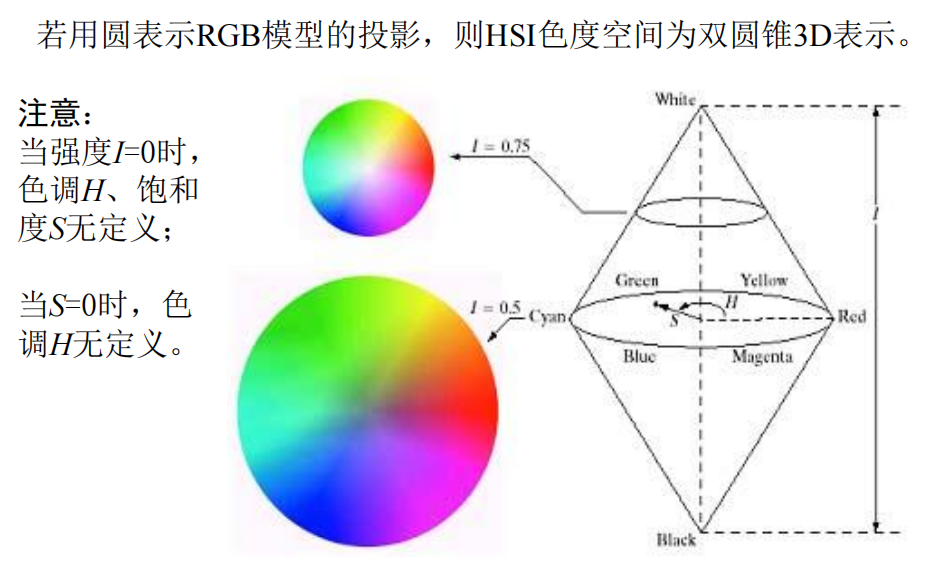 若用圆表示RGB模型的投影，则HSI色度空间为双圆锥3D表示。
注意：
当强度I=0时，
色调H、饱和
度S无定义；
当S=0时，色
调H无定义。
White
I = 0.75
I
Green
Yellow
H
I = 0.5
Cyan
S
Red
Blue
Magenta
Black